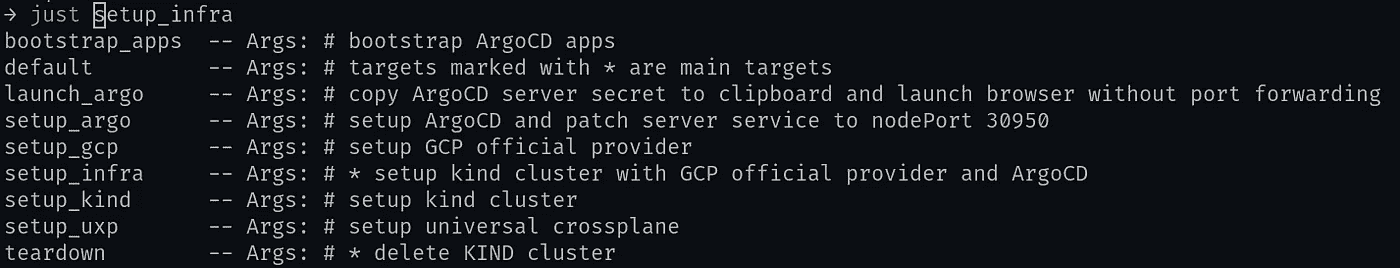 → just setup_infra
bootstrap_apps  -- Args: # bootstrap ArgoCD apps
default         -- Args: # targets marked with * are main targets
launch_argo     -- Args: # copy ArgoCD server secret to clipboard and launch browser without port forwarding
setup_argo      -- Args: # setup ArgoCD and patch server service to nodePort 30950
setup_gcp       -- Args: # setup GCP official provider
setup_infra     -- Args: # * setup kind cluster with GCP official provider and ArgoCD
setup_kind      -- Args: # setup kind cluster
setup_uxp       -- Args: # setup universal crossplane
teardown        -- Args: # * delete KIND cluster